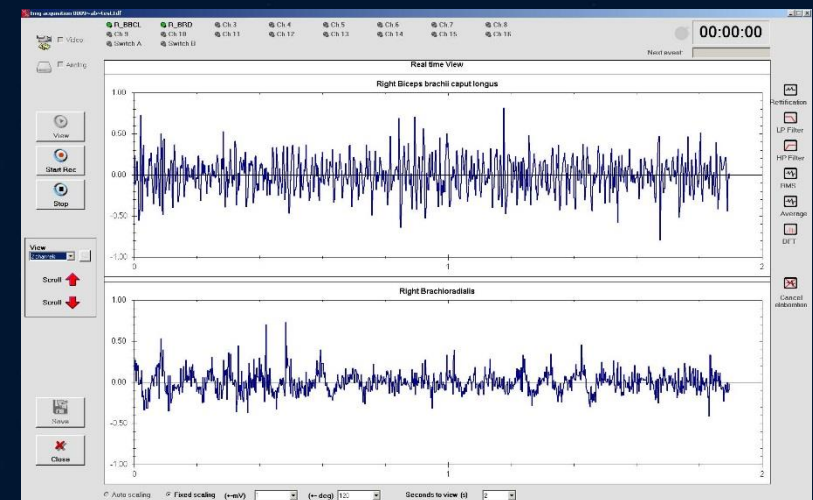 Video
R_BBCL R_BRD Ch 3 Ch 4 Ch 5 Ch 6 Ch 7 Ch 8
Ch 9 Ch 10 Ch 11 Ch 12 Ch 13 Ch 14 Ch 15 Ch 16
Switch A Switch B
00:00:00
Next event:
Real time View
Right Biceps brachii caput longus
1.00
0.50
0.00
-0.50
-1.00
0 1 2
Right Brachioradialis
1.00
0.50
0.00
-0.50
-1.00
0 1 2
View
Start Rec
Stop
View
Scroll
Scroll
Save
Close
Rectification
LP Filter
HP Filter
RMS
Average
Cancel
Auto scaling Fixed scaling (+-mV) (+-deg) 120 Seconds to view (s) 2